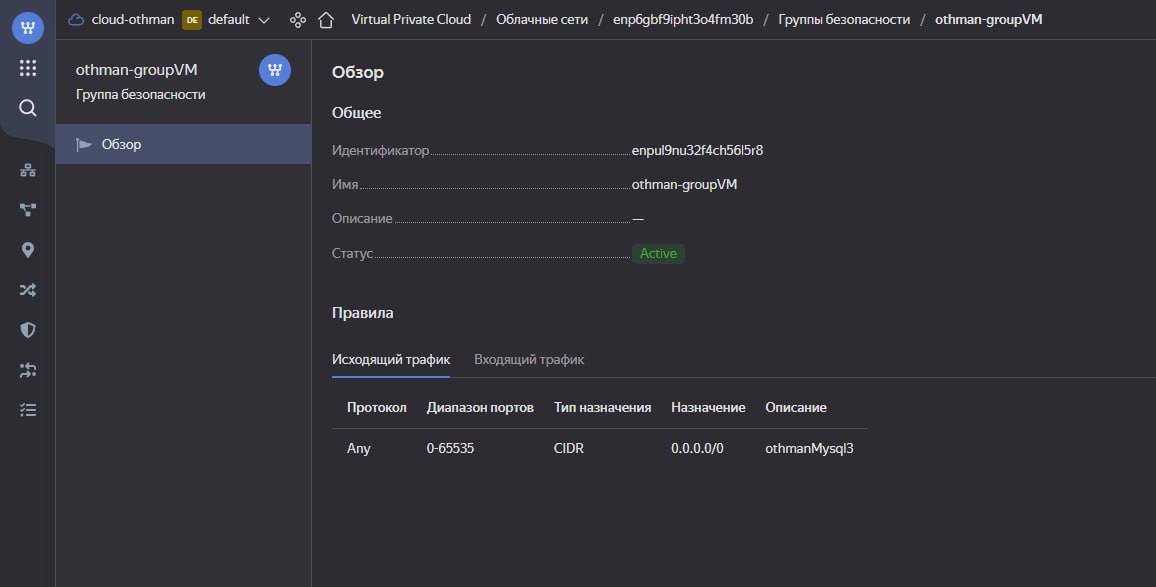 cloud-othman DE default Virtual Private Cloud / Облачные сети / enp6gbf9ipht3o4fm30b / Группы безопасности / othman-groupVM
othman-groupVM
Группа безопасности
Обзор
Обзор
Общее
Идентификатор enpul9nu32f4ch56l5r8
Имя othman-groupVM
Описание —
Статус Active
Правила
Исходящий трафик Входящий трафик
Протокол Диапазон портов Тип назначения Назначение Описание
Any 0-65535 CIDR 0.0.0.0/0 othmanMysql3